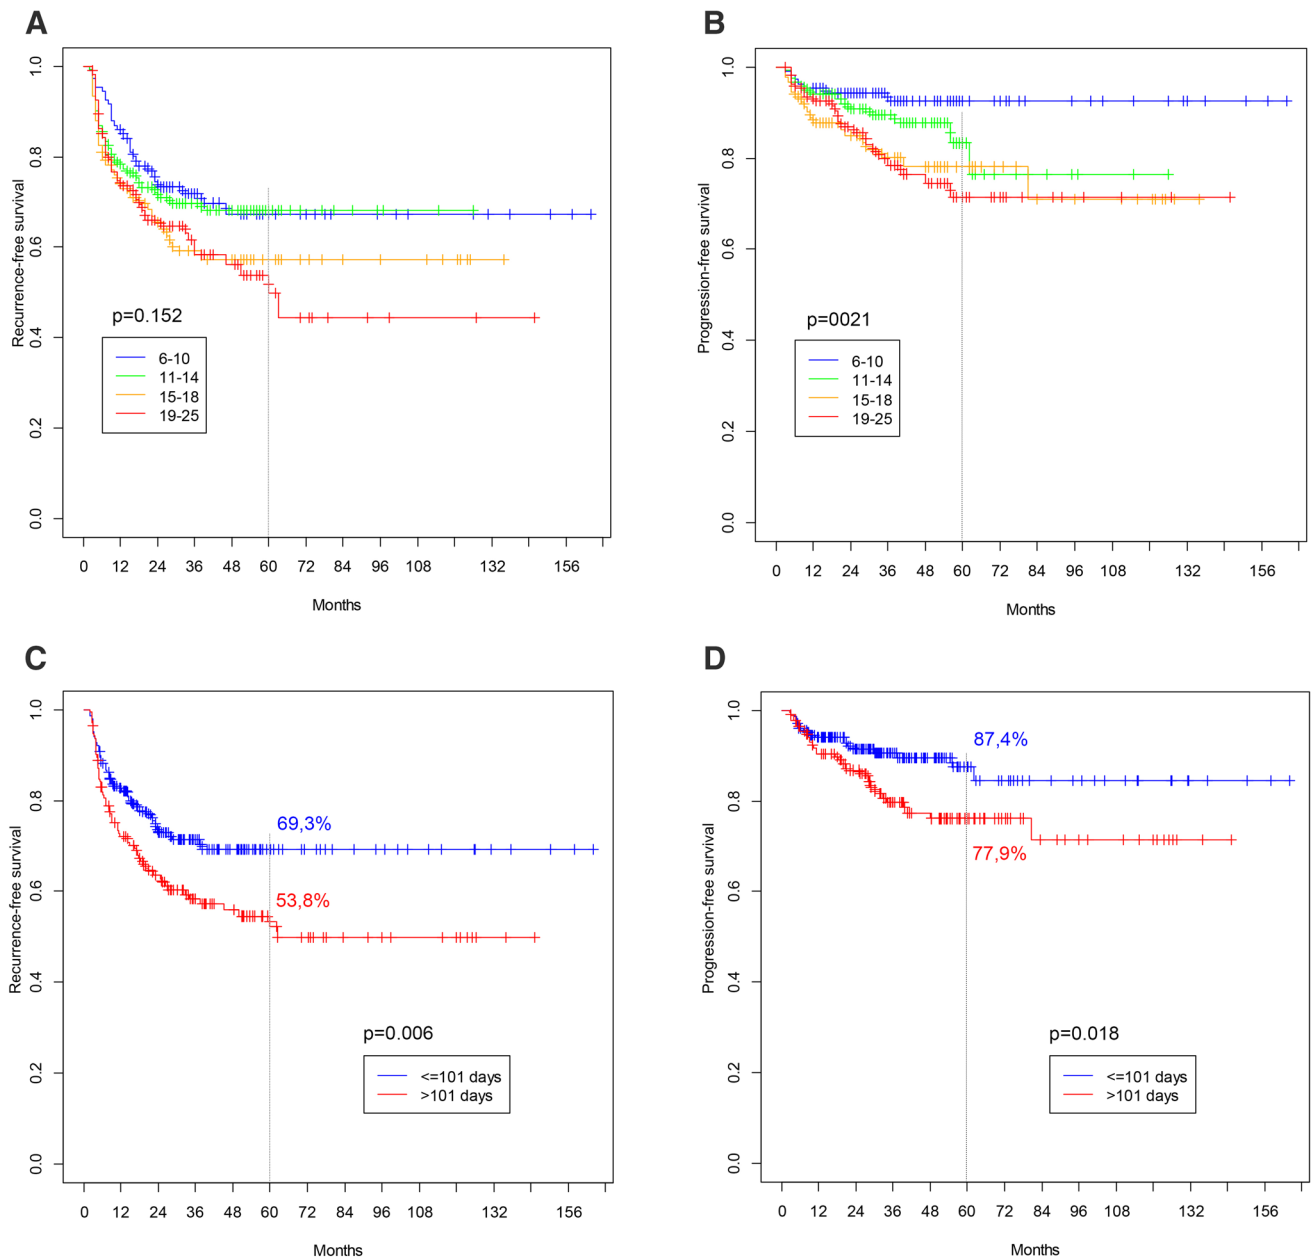 A
Recurrence-free survival
1.0
0.8
0.6
0.4
0.2
0.0
p=0.152
6-10
11-14
15-18
19-25
0 12 24 36 48 60 72 84 96 108 132 156
Months
B
Progression-free survival
1.0
0.8
0.6
0.4
0.2
0.0
p=0021
6-10
11-14
15-18
19-25
0 12 24 36 48 60 72 84 96 108 132 156
Months
C
Recurrence-free survival
1.0
0.8
0.6
0.4
0.2
0.0
69,3%
53,8%
p=0.006
<=101 days
>101 days
0 12 24 36 48 60 72 84 96 108 132 156
Months
D
Progression-free survival
1.0
0.8
0.6
0.4
0.2
0.0
87,4%
77,9%
p=0.018
<=101 days
>101 days
0 12 24 36 48 60 72 84 96 108 132 156
Months